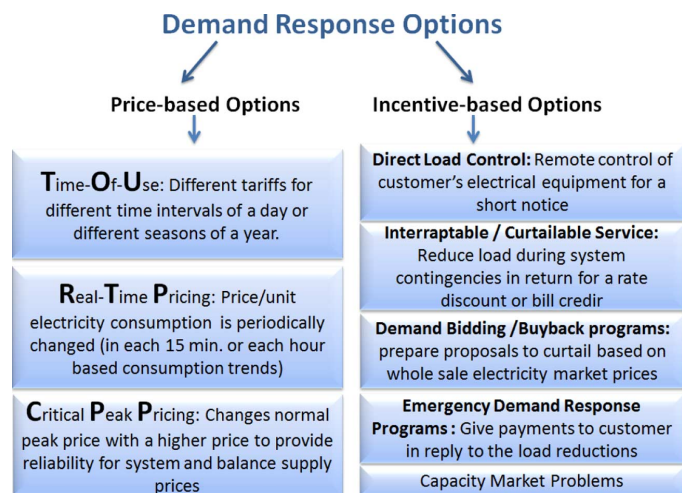 Demand Response Options
Price-based Options
Time-Of-Use: Different tariffs for
different time intervals of a day or
different seasons of a year.
Real-Time Pricing: Price/unit
electricity consumption is periodically
changed (in each 15 min. or each hour
based consumption trends)
Critical Peak Pricing: Changes normal
peak price with a higher price to provide
reliability for system and balance supply
prices
Incentive-based Options
Direct Load Control: Remote control of
customer's electrical equipment for a
short notice
Interraptable / Curtailable Service:
Reduce load during system
contingencies in return for a rate
discount or bill credir
Demand Bidding /Buyback programs:
prepare proposals to curtail based on
whole sale electricity market prices
Emergency Demand Response
Programs : Give payments to customer
in reply to the load reductions
Capacity Market Problems